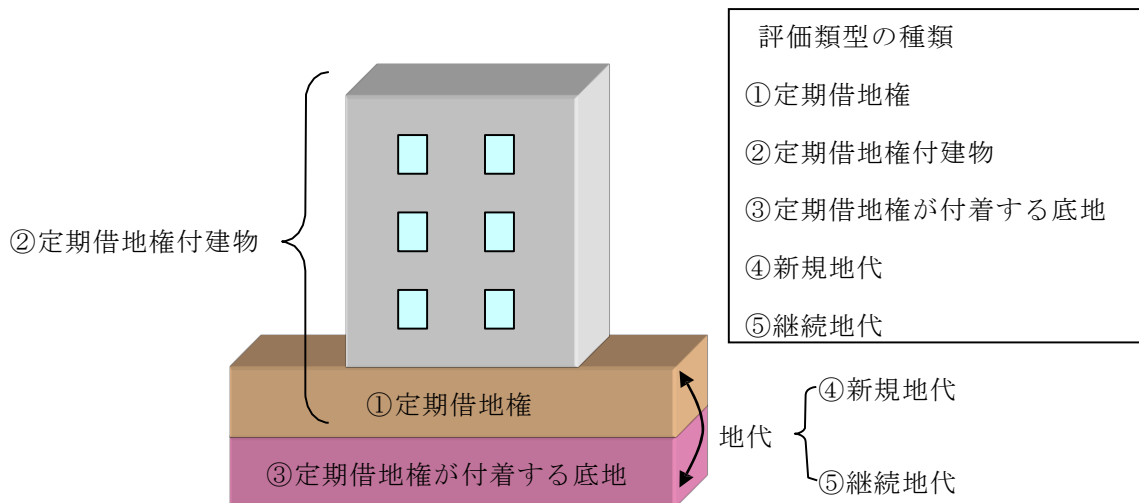 評価類型の種類
①定期借地権
②定期借地権付建物
③定期借地権が付着する底地
④新規地代
⑤継続地代
②定期借地権付建物
①定期借地権
③定期借地権が付着する底地
地代
④新規地代
⑤継続地代